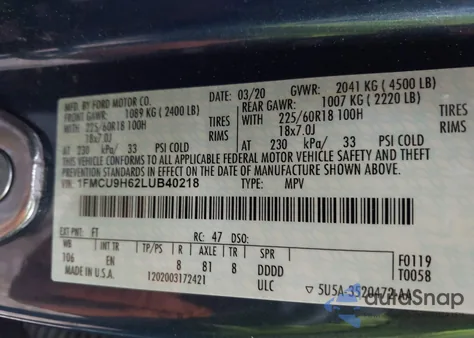 MFD. BY FORD MOTOR CO.
DATE: 03/20 GVWR: 2041 KG (4500 LB)
FRONT GAWR: 1089 KG (2400 LB) REAR GAWR: 1007 KG (2220 LB)
WITH 225/60R18 100H TIRES WITH 225/60R18 100H TIRES
18x7.0J RIMS 18x7.0J RIMS
AT 230 kPa/ 33 PSI COLD AT 230 kPa/ 33 PSI COLD
THIS VEHICLE CONFORMS TO ALL APPLICABLE FEDERAL MOTOR VEHICLE SAFETY AND THEFT
PREVENTION STANDARDS IN EFFECT ON THE DATE OF MANUFACTURE SHOWN ABOVE.
VIN: 1FMCU9H62LUB40218 TYPE: MPV
EXT PNT: FT RC: 47 DSO:
WB INT TR TP/PS R AXLE TR SPR
106 EN 8 81 8 DDDD
MADE IN U.S.A. 1202003172421 ULC
F0119
T0058
▽ 5U5A-3520472-AA
autoSnap